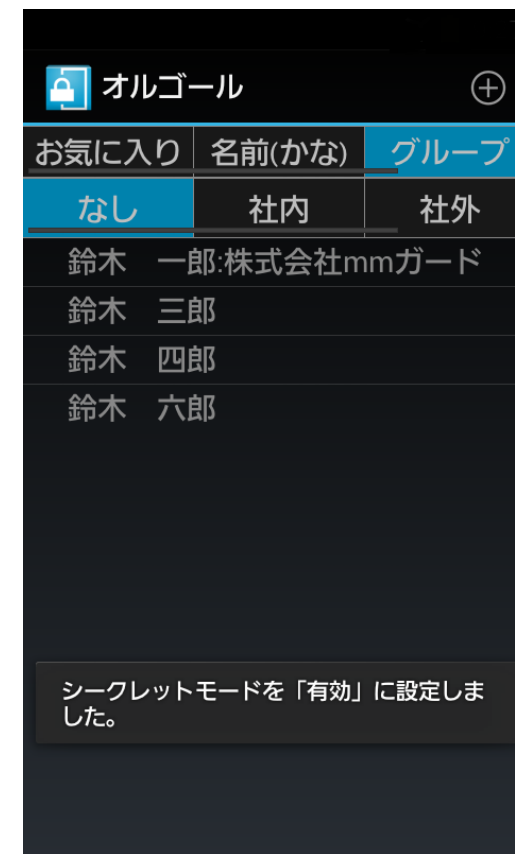 オルゴール
お気に入り 名前(かな) グループ
なし 社内 社外
鈴木　一郎:株式会社mmガード
鈴木　三郎
鈴木　四郎
鈴木　六郎
シークレットモードを「有効」に設定しま
した。